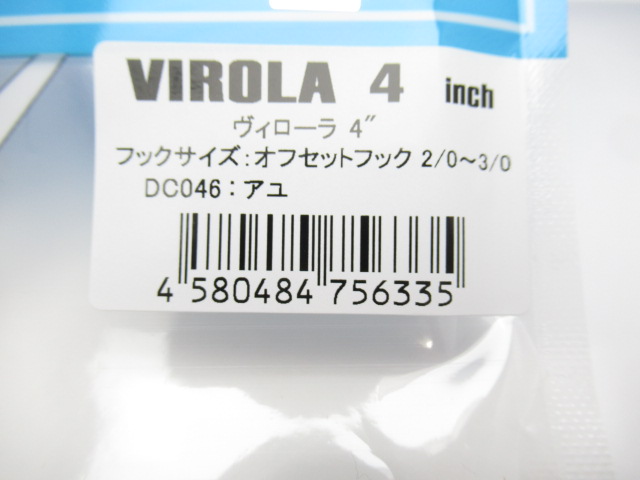 VIROLA 4 inch
ヴィローラ 4″
フックサイズ:オフセットフック 2/0～3/0
DC046：アユ
4 580484 756335